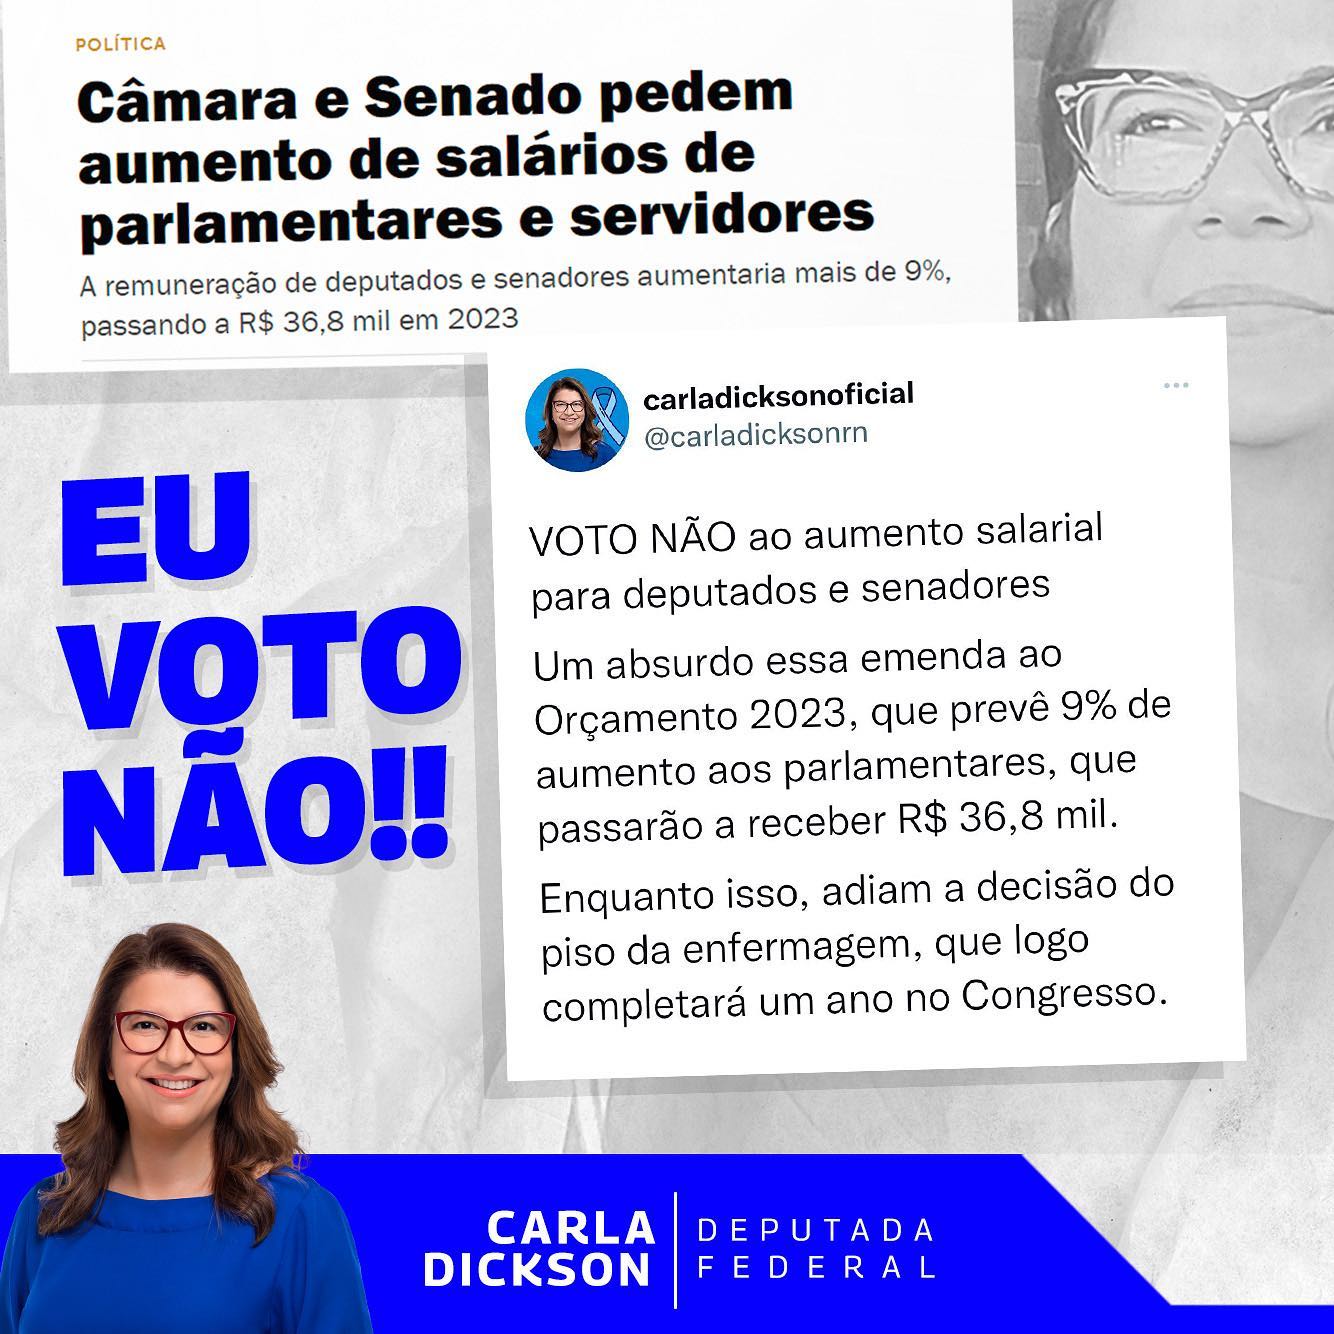 POLÍTICA
Câmara e Senado pedem
aumento de salários de
parlamentares e servidores
A remuneração de deputados e senadores aumentaria mais de 9%,
passando a R$ 36,8 mil em 2023
carladicksonoficial
@carladicksonrn
EU
VOTO
NÃO!!
VOTO NÃO ao aumento salarial
para deputados e senadores
Um absurdo essa emenda ao
Orçamento 2023, que prevê 9% de
aumento aos parlamentares, que
passarão a receber R$ 36,8 mil.
Enquanto isso, adiam a decisão do
piso da enfermagem, que logo
completará um ano no Congresso.
CARLA
DICKSON
DEPUTADA
FEDERAL